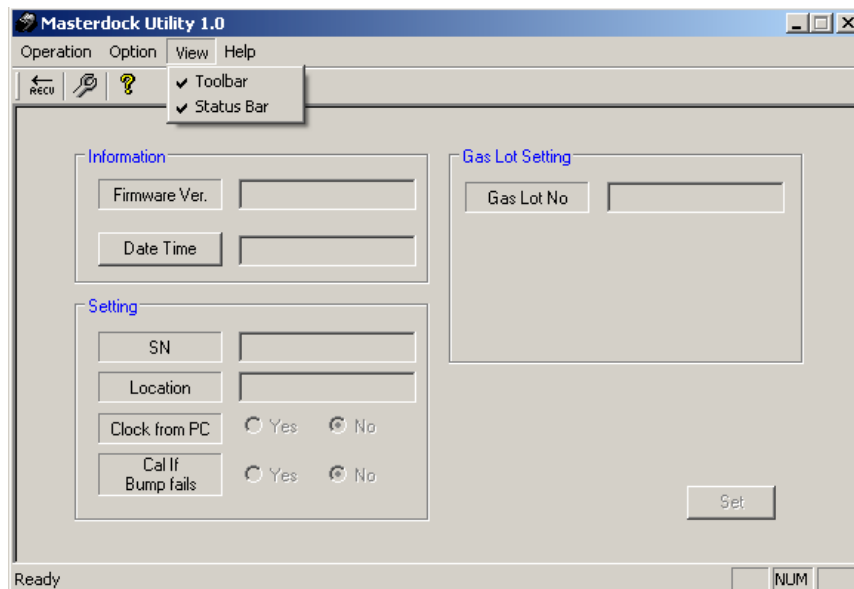 Masterdock Utility 1.0
Operation Option View Help
RECV
?
Toolbar
Status Bar
Information
Firmware Ver.
Date Time
Setting
SN
Location
Clock from PC
Yes No
Cal If
Bump fails
Yes No
Gas Lot Setting
Gas Lot No
Set
Ready
NUM